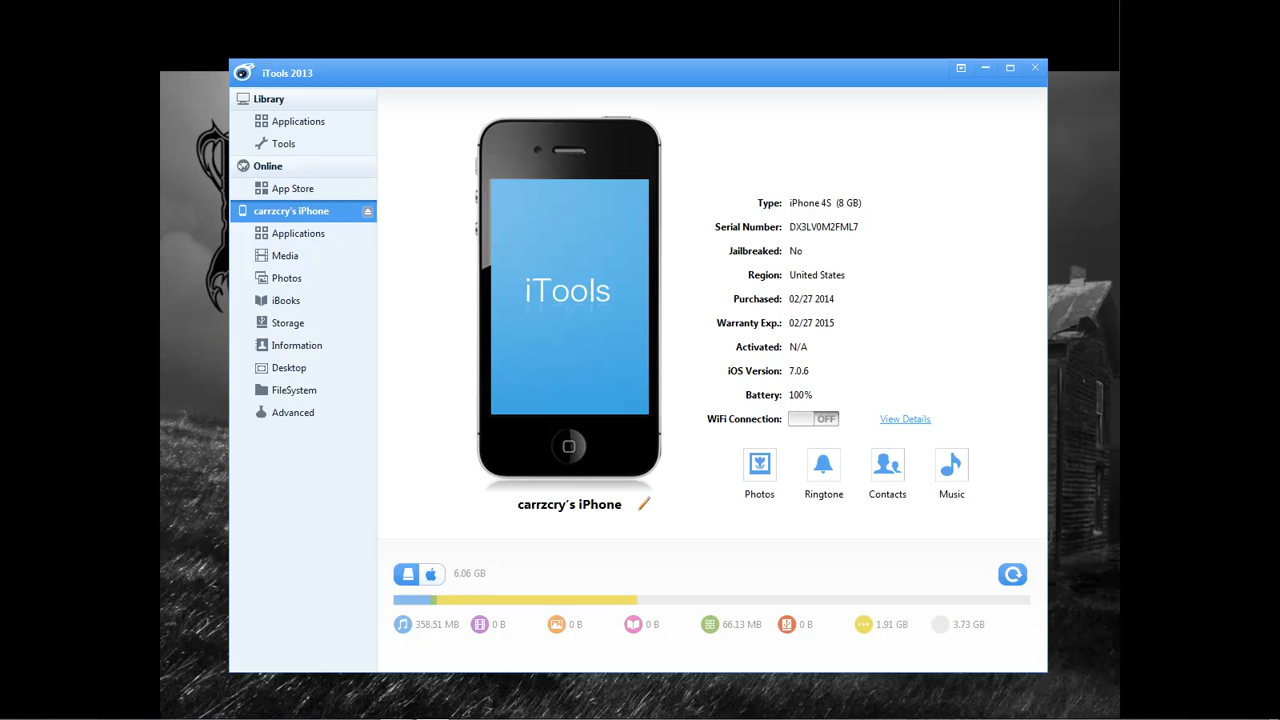 iTools 2013
Library
Applications
Tools
Online
App Store
carrzcry's iPhone
Applications
Media
Photos
iBooks
Storage
Information
Desktop
FileSystem
Advanced
iTools
carrzcry's iPhone
Type: iPhone 4S (8 GB)
Serial Number: DX3LV0M2FML7
Jailbreaked: No
Region: United States
Purchased: 02/27 2014
Warranty Exp.: 02/27 2015
Activated: N/A
iOS Version: 7.0.6
Battery: 100%
WiFi Connection: OFF View Details
Photos Ringtone Contacts Music
6.06 GB
358.51 MB 0 B 0 B 0 B 66.13 MB 0 B 1.91 GB 3.73 GB